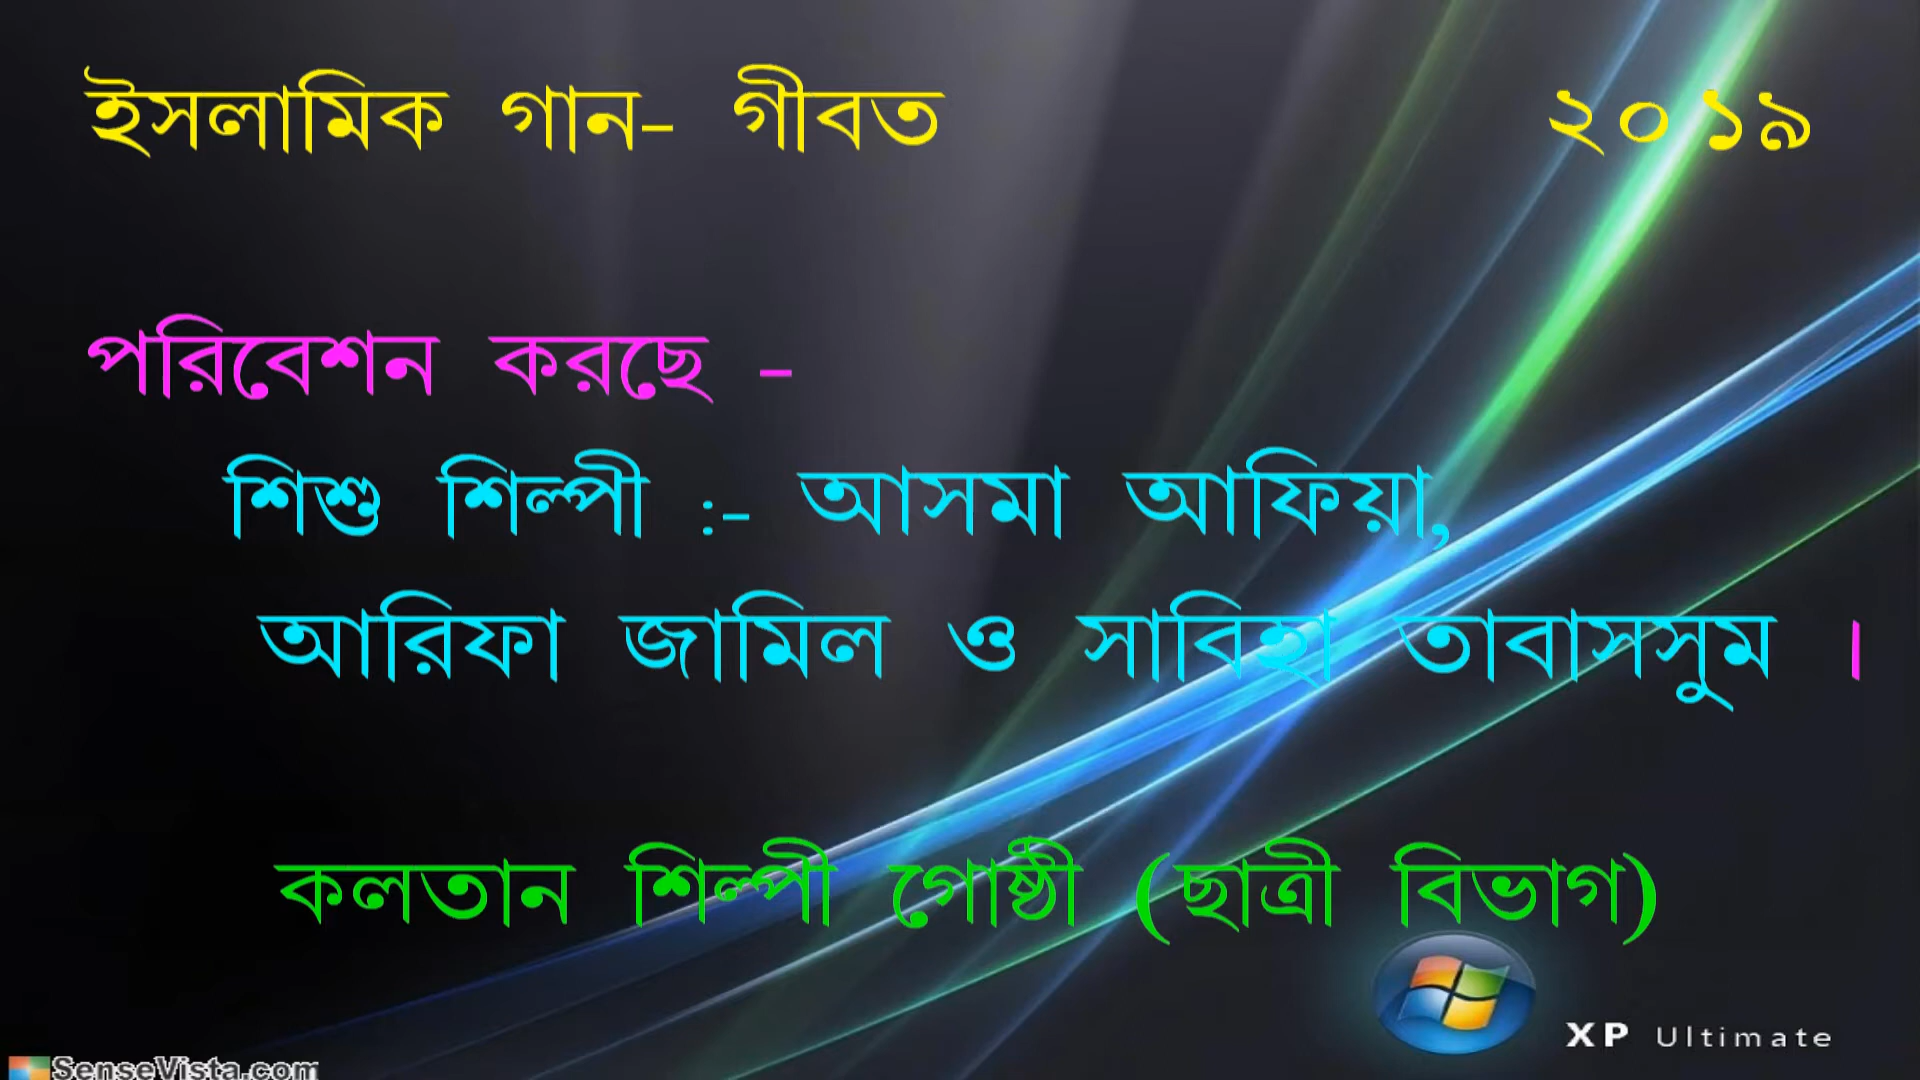 ইসলামিক গান- গীবত ২০১৯
পরিবেশন করছে -
শিশু শিল্পী :- আসমা আফিয়া,
আরিফা জামিল ও সাবিহা তাবাসসুম ।
কলতান শিল্পী গোষ্ঠী (ছাত্রী বিভাগ)
XP Ultimate
SenseVista.com